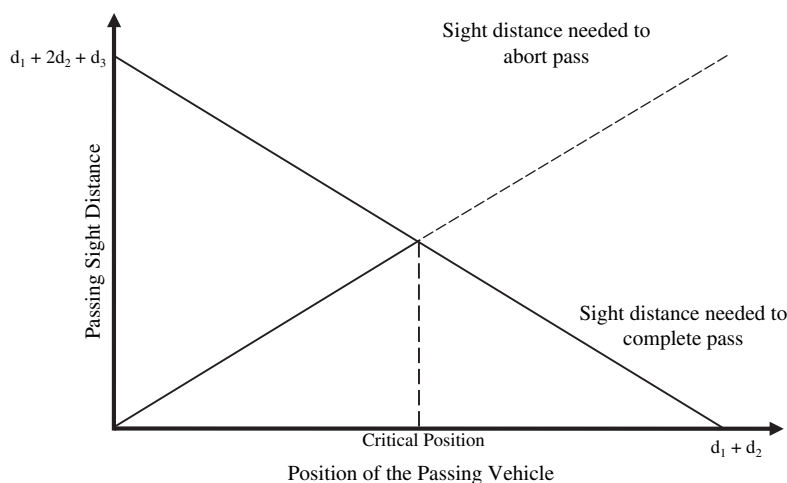 Sight distance needed to
abort pass
d₁ + 2d₂ + d₃
Passing Sight Distance
Sight distance needed to
complete pass
Critical Position
d₁ + d₂
Position of the Passing Vehicle